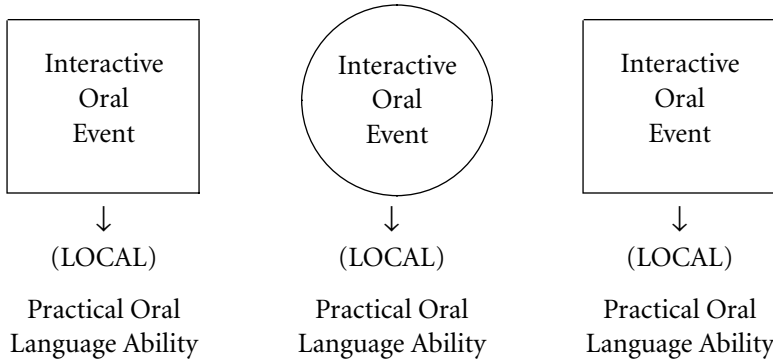 Interactive
Oral
Event
Interactive
Oral
Event
Interactive
Oral
Event
↓
(LOCAL)
↓
(LOCAL)
↓
(LOCAL)
Practical Oral
Language Ability
Practical Oral
Language Ability
Practical Oral
Language Ability